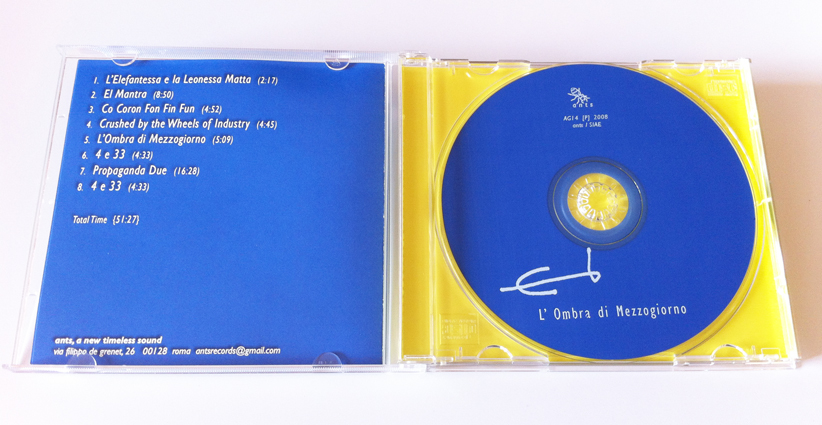 1. L'Elefantessa e la Leonessa Matta (2:17)
2. El Mantra (8:50)
3. Co Coron Fon Fin Fun (4:52)
4. Crushed by the Wheels of Industry (4:45)
5. L'Ombra di Mezzogiorno (5:09)
6. 4 e 33 (4:33)
7. Propaganda Due (16:28)
8. 4 e 33 (4:33)
Total Time {51:27}
ants, a new timeless sound
via filippo de grenet, 26 00128 roma antsrecords@gmail.com
ants
AG14 [P] 2008
ants / SIAE
L' Ombra di Mezzogiorno